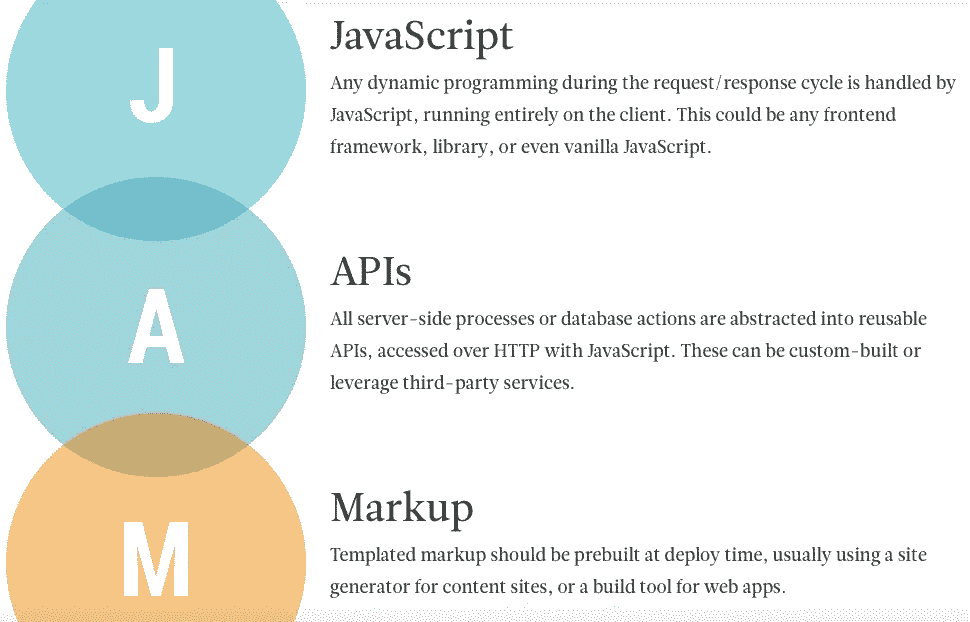 J
JavaScript
Any dynamic programming during the request/response cycle is handled by
JavaScript, running entirely on the client. This could be any frontend
framework, library, or even vanilla JavaScript.
A
APIs
All server-side processes or database actions are abstracted into reusable
APIs, accessed over HTTP with JavaScript. These can be custom-built or
leverage third-party services.
M
Markup
Templated markup should be prebuilt at deploy time, usually using a site
generator for content sites, or a build tool for web apps.